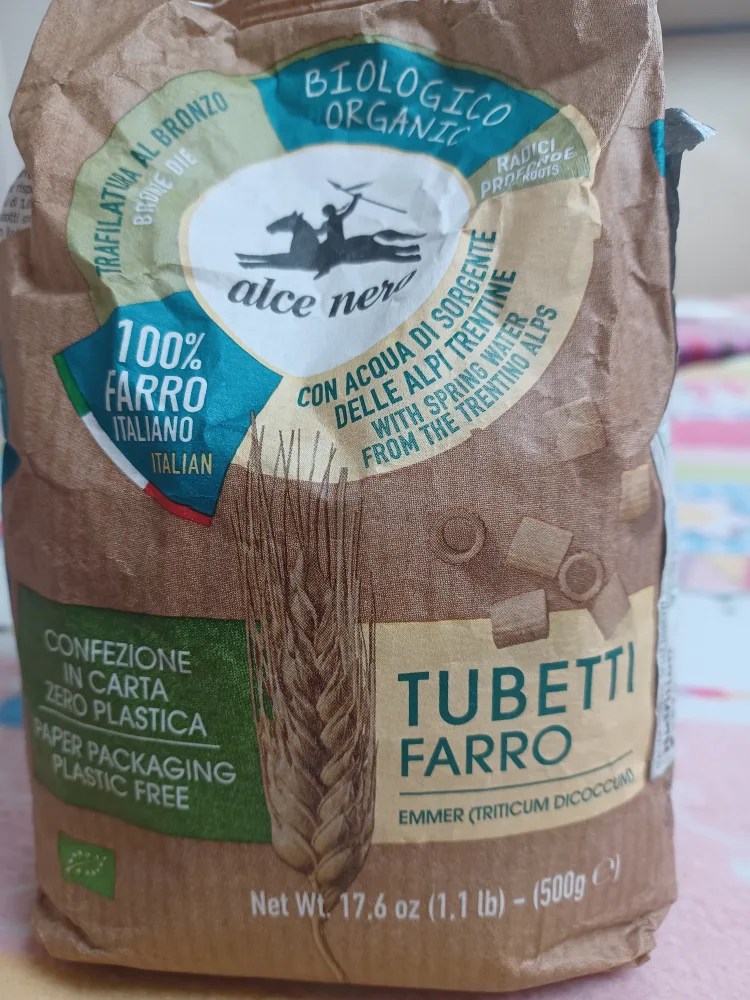 BIOLOGICO
ORGANIC
TRAFILATURA AL BRONZO
BRONZE DIE
RADICI
PROFONDE
alce nero
100%
FARRO
ITALIANO
ITALIAN
CON ACQUA DI SORGENTE
DELLE ALPI TRENTINE
WITH SPRING WATER
FROM THE TRENTINO ALPS
CONFEZIONE
IN CARTA
ZERO PLASTICA
PAPER PACKAGING
PLASTIC FREE
TUBETTI
FARRO
EMMER (TRITICUM DICOCCUM)
Net Wt. 17.6 oz (1.1 lb) – (500g ℮)